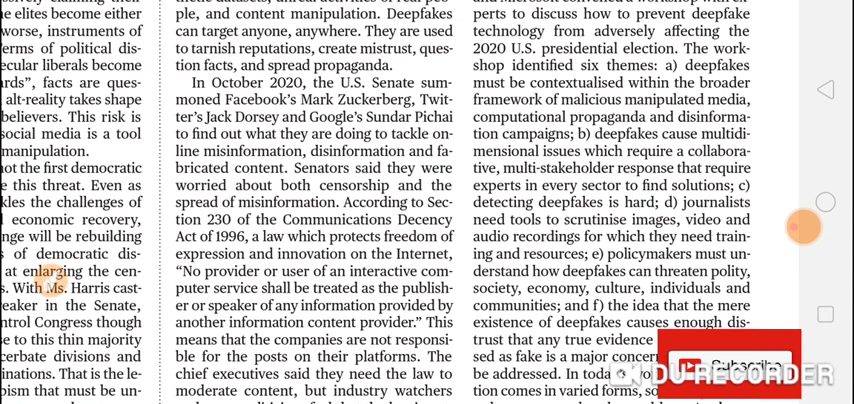 e elites become either
worse, instruments of
erms of political dis-
ecular liberals become
rds”, facts are ques-
alt-reality takes shape
believers. This risk is
social media is a tool
manipulation.
not the first democratic
e this threat. Even as
kles the challenges of
economic recovery,
nge will be rebuilding
s of democratic dis-
at enlarging the cen-
s. With Ms. Harris cast-
eaker in the Senate,
ntrol Congress though
se to this thin majority
cerbate divisions and
inations. That is the le-
pism that must be un-
ple, and content manipulation. Deepfakes
can target anyone, anywhere. They are used
to tarnish reputations, create mistrust, ques-
tion facts, and spread propaganda.
In October 2020, the U.S. Senate sum-
moned Facebook’s Mark Zuckerberg, Twit-
ter’s Jack Dorsey and Google’s Sundar Pichai
to find out what they are doing to tackle on-
line misinformation, disinformation and fa-
bricated content. Senators said they were
worried about both censorship and the
spread of misinformation. According to Sec-
tion 230 of the Communications Decency
Act of 1996, a law which protects freedom of
expression and innovation on the Internet,
“No provider or user of an interactive com-
puter service shall be treated as the publish-
er or speaker of any information provided by
another information content provider.” This
means that the companies are not responsi-
ble for the posts on their platforms. The
chief executives said they need the law to
moderate content, but industry watchers
perts to discuss how to prevent deepfake
technology from adversely affecting the
2020 U.S. presidential election. The work-
shop identified six themes: a) deepfakes
must be contextualised within the broader
framework of malicious manipulated media,
computational propaganda and disinforma-
tion campaigns; b) deepfakes cause multidi-
mensional issues which require a collabora-
tive, multi-stakeholder response that require
experts in every sector to find solutions; c)
detecting deepfakes is hard; d) journalists
need tools to scrutinise images, video and
audio recordings for which they need train-
ing and resources; e) policymakers must un-
derstand how deepfakes can threaten polity,
society, economy, culture, individuals and
communities; and f) the idea that the mere
existence of deepfakes causes enough dis-
trust that any true evidence
sed as fake is a major concern
be addressed. In today
tion comes in varied forms, so
Subscribe
DU RECORDER